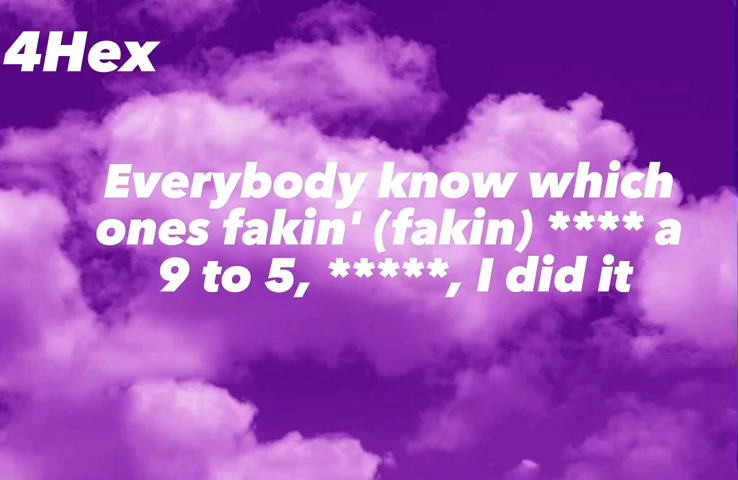 4Hex
Everybody know which
ones fakin' (fakin) **** a
9 to 5, *****, I did it